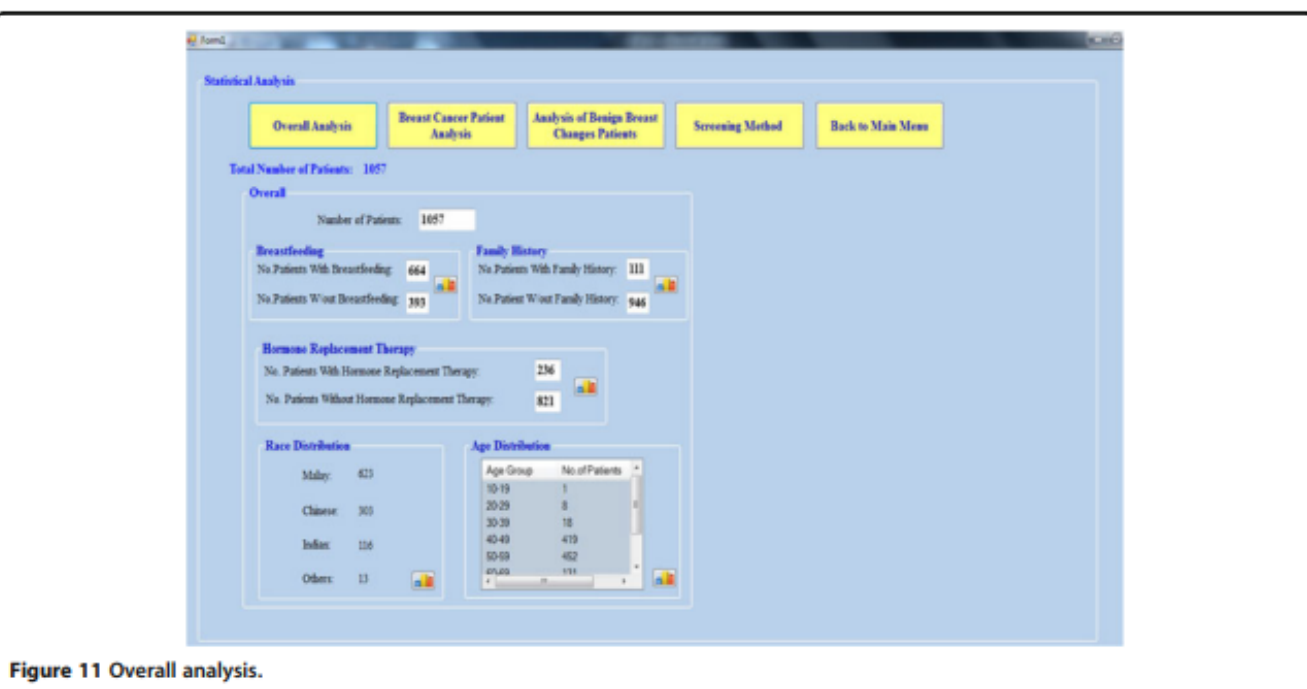 Form1
Statistical Analysis
Overall Analysis
Breast Cancer Patient
Analysis
Analysis of Benign Breast
Changes Patients
Screening Method
Back to Main Menu
Total Number of Patients: 1057
Overall
Number of Patients: 1057
Breastfeeding
No.Patients With Breastfeeding: 664
No.Patients W/out Breastfeeding: 393
Family History
No.Patients With Family History: 111
No.Patient W/out Family History: 946
Hormone Replacement Therapy
No. Patients With Hormone Replacement Therapy: 236
No. Patients Without Hormone Replacement Therapy: 821
Race Distribution
Malay:
Chinese:
Indian: 116
Others: 13
Age Distribution
Age Group No.of Patients
10-19 1
20-29 8
30-39 18
40-49 419
50-59 452
60-69
Figure 11 Overall analysis.